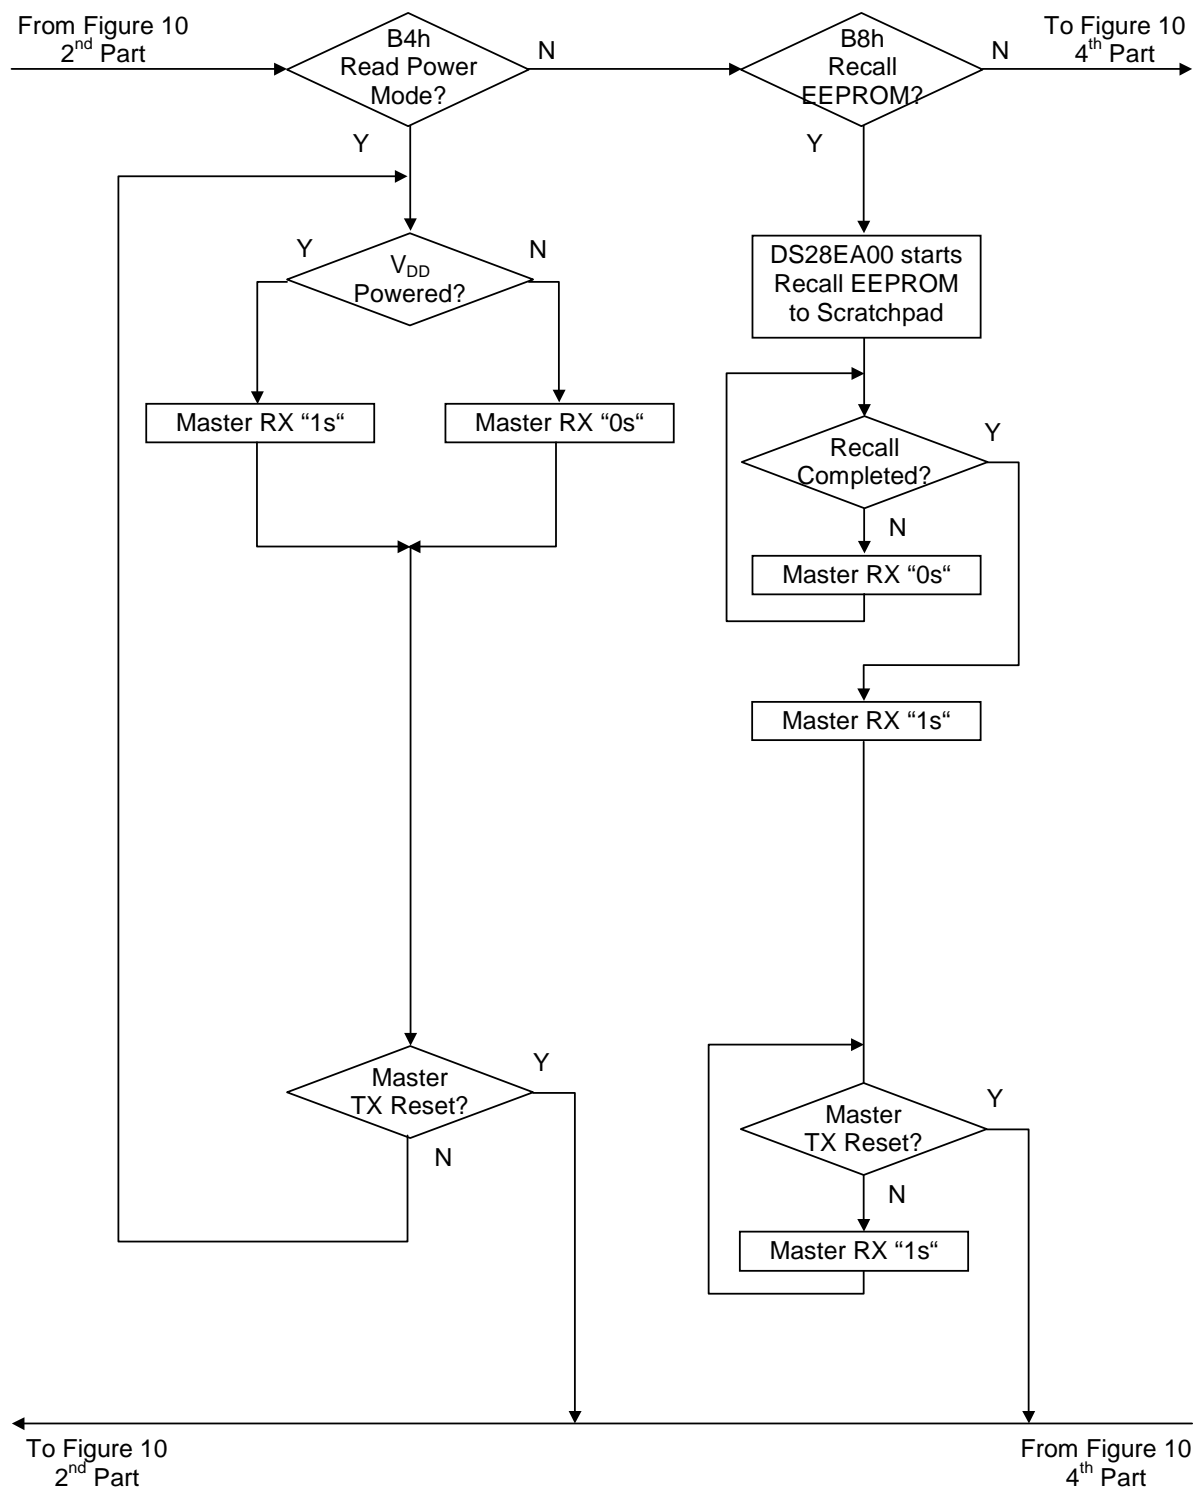 From Figure 10
2nd Part
B4h
Read Power
Mode?
N
Y
B8h
Recall
EEPROM?
N
Y
To Figure 10
4th Part
Y
N
VDD
Powered?
Master RX “1s“
Master RX “0s“
DS28EA00 starts
Recall EEPROM
to Scratchpad
Recall
Completed?
Y
N
Master RX “0s“
Master RX “1s“
Master
TX Reset?
Y
N
Master
TX Reset?
Y
N
Master RX “1s“
To Figure 10
2nd Part
From Figure 10
4th Part